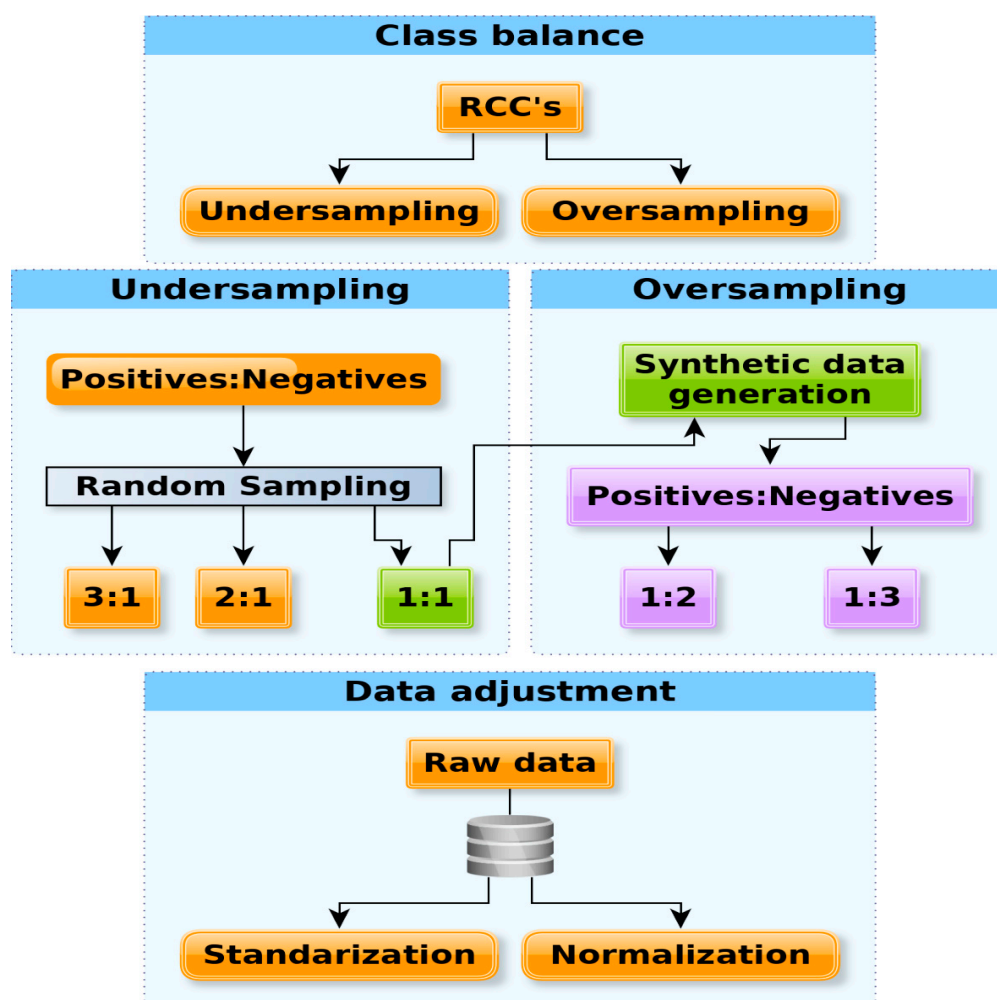 Class balance
RCC's
Undersampling
Oversampling
Undersampling
Positives:Negatives
Random Sampling
3:1
2:1
1:1
Oversampling
Synthetic data
generation
Positives:Negatives
1:2
1:3
Data adjustment
Raw data
Standarization
Normalization